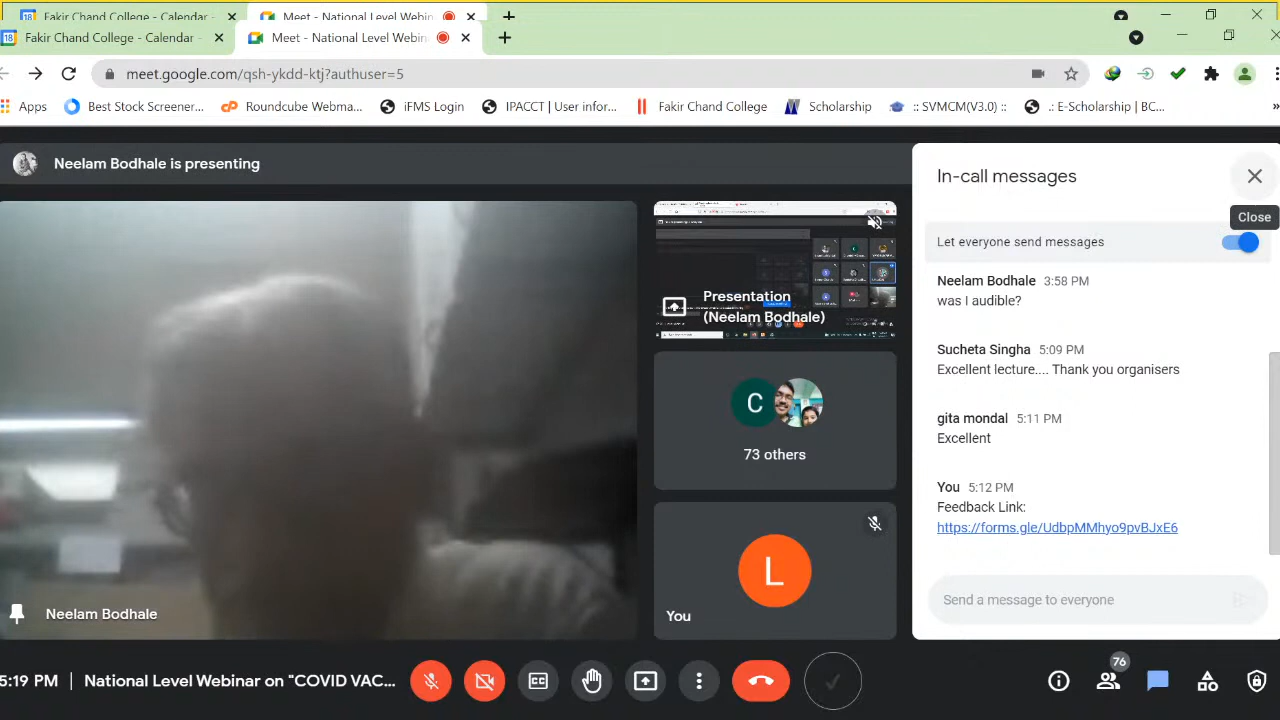 Fakir Chand College - Calendar -
Meet - National Level Webin
Fakir Chand College - Calendar -
Meet - National Level Webin
meet.google.com/qsh-ykdd-ktj?authuser=5
Apps
Best Stock Screener...
Roundcube Webma...
iFMS Login
IPACCT | User infor...
Fakir Chand College
Scholarship
:: SVMCM(V3.0) ::
.: E-Scholarship | BC...
»
Neelam Bodhale is presenting
In-call messages
Close
Let everyone send messages
Neelam Bodhale 3:58 PM
was I audible?
Sucheta Singha 5:09 PM
Excellent lecture.... Thank you organisers
gita mondal 5:11 PM
Excellent
You 5:12 PM
Feedback Link:
https://forms.gle/UdbpMMhyo9pvBJxE6
Send a message to everyone
Presentation
(Neelam Bodhale)
C
73 others
L
You
Neelam Bodhale
5:19 PM | National Level Webinar on "COVID VAC...
CC
76